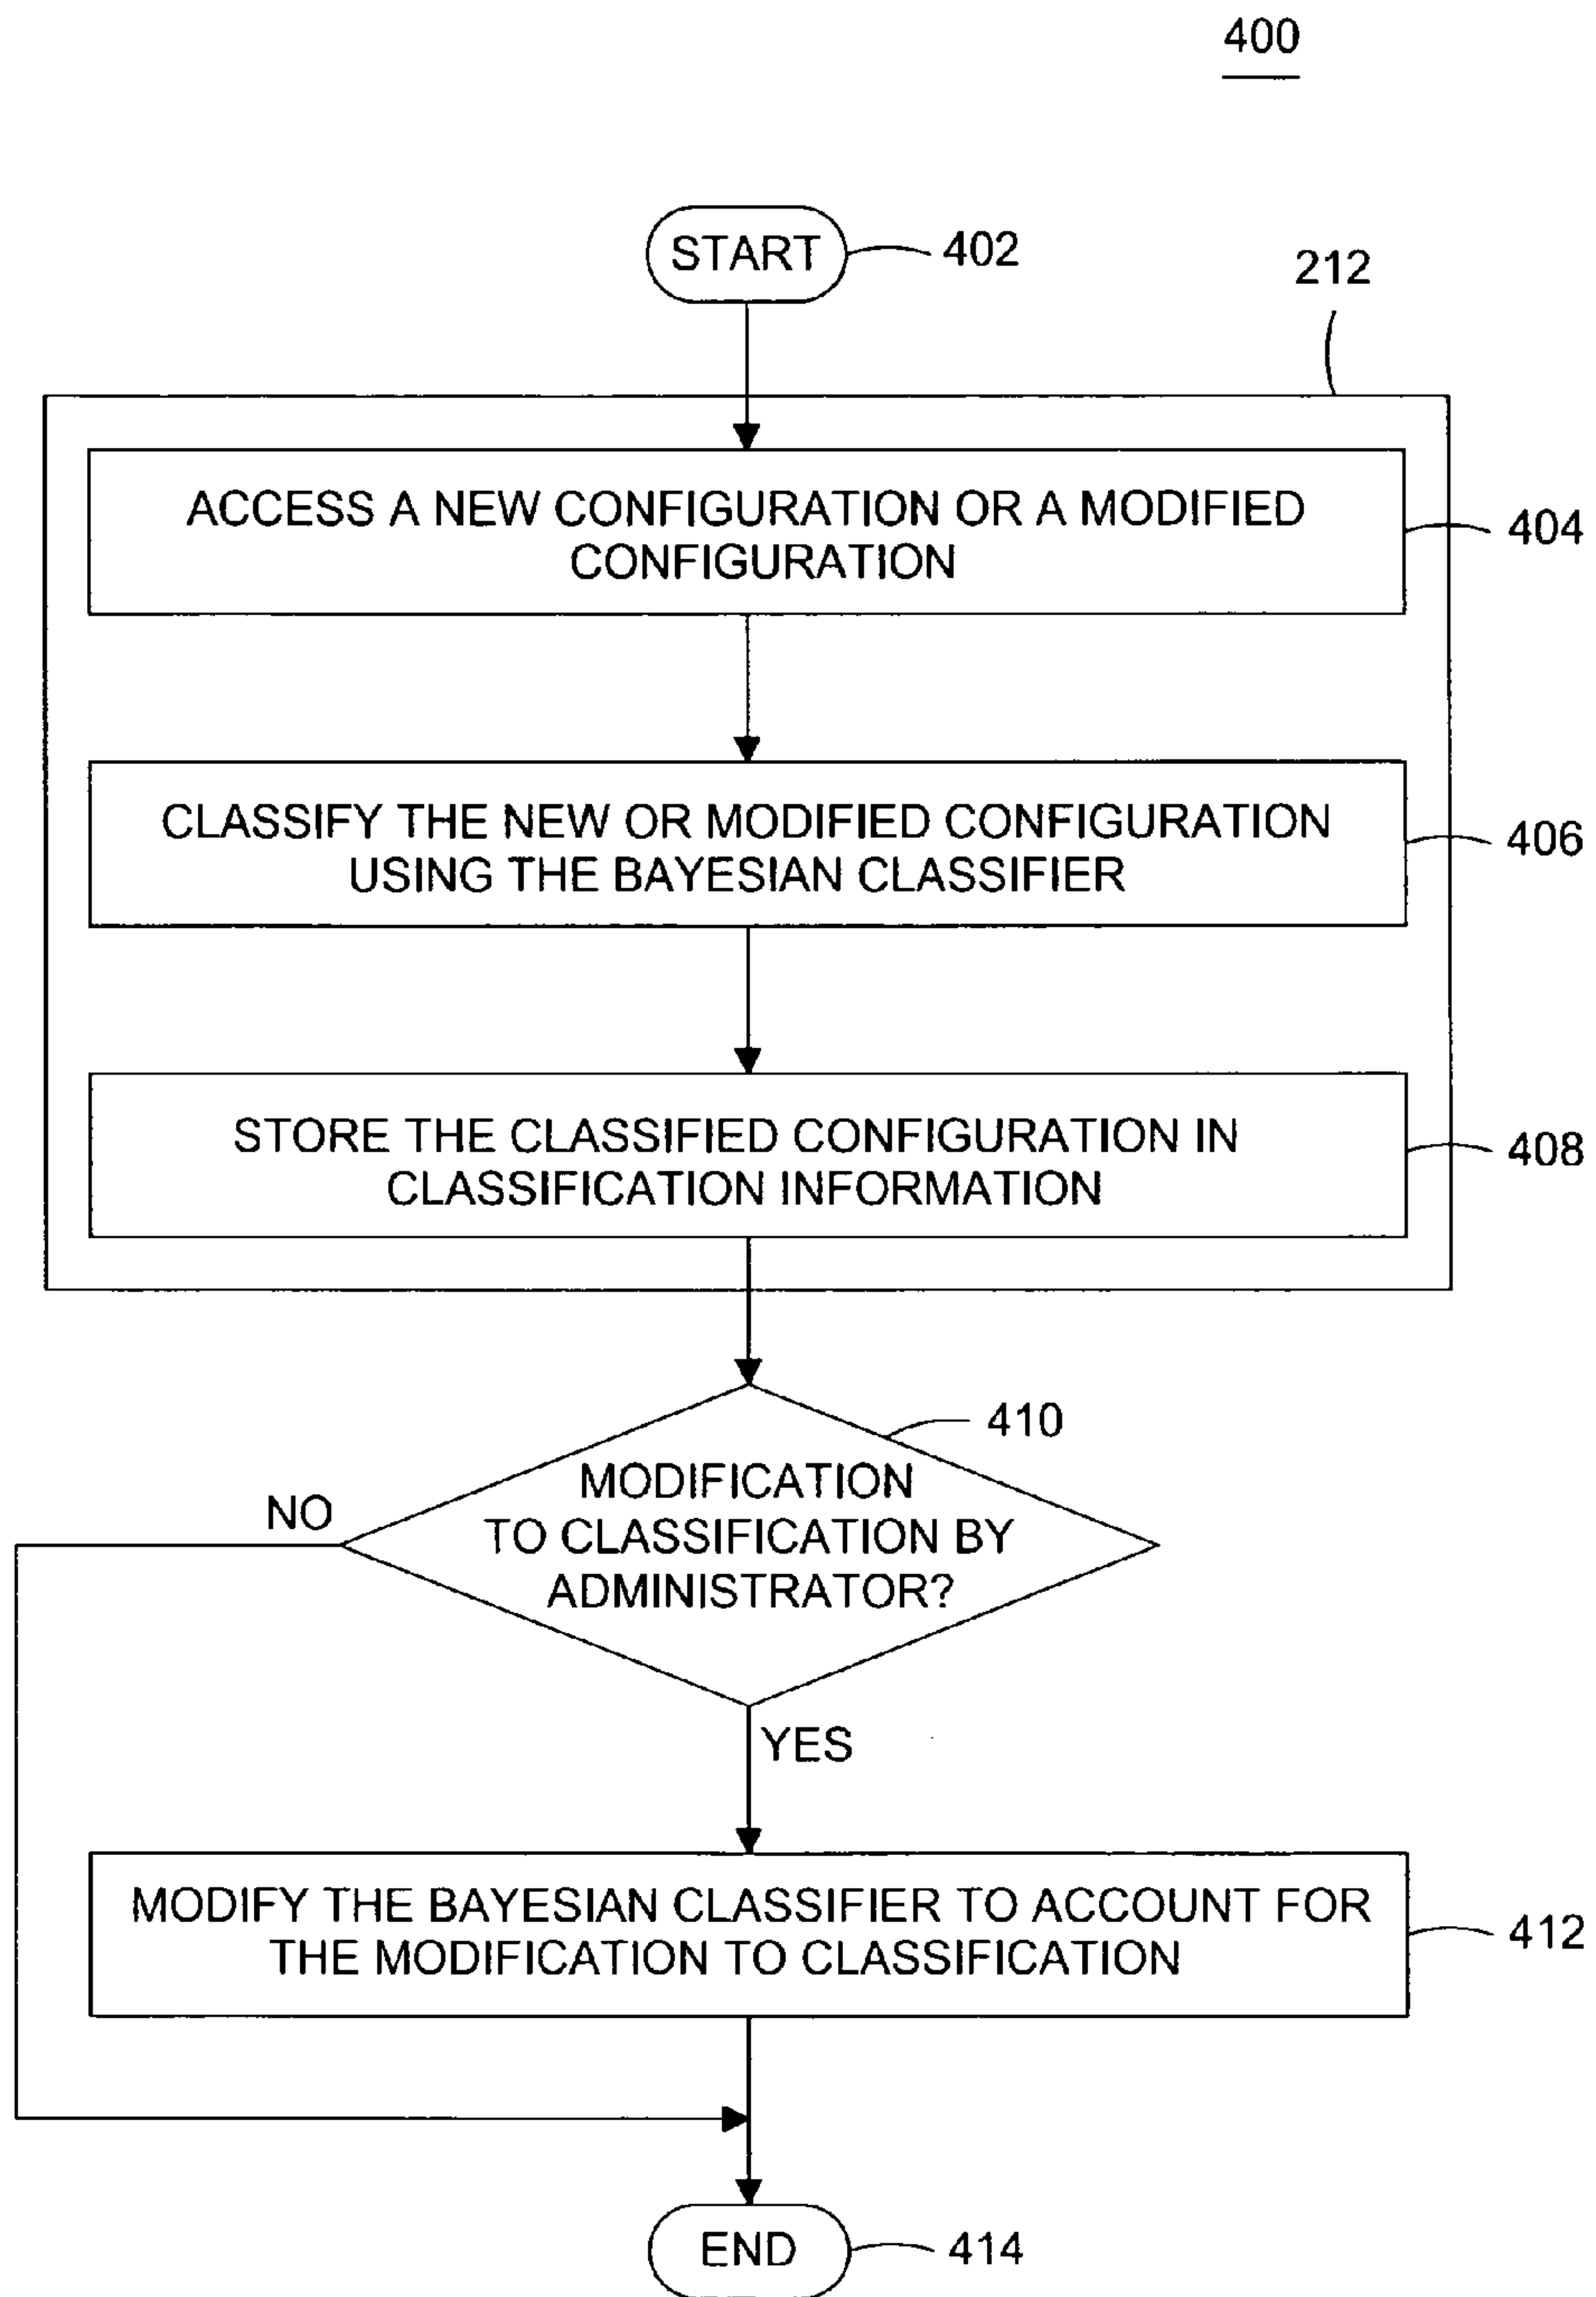 400
START
402
212
ACCESS A NEW CONFIGURATION OR A MODIFIED
CONFIGURATION
404
CLASSIFY THE NEW OR MODIFIED CONFIGURATION
USING THE BAYESIAN CLASSIFIER
406
STORE THE CLASSIFIED CONFIGURATION IN
CLASSIFICATION INFORMATION
408
410
MODIFICATION
TO CLASSIFICATION BY
ADMINISTRATOR?
NO
YES
MODIFY THE BAYESIAN CLASSIFIER TO ACCOUNT FOR
THE MODIFICATION TO CLASSIFICATION
412
END
414